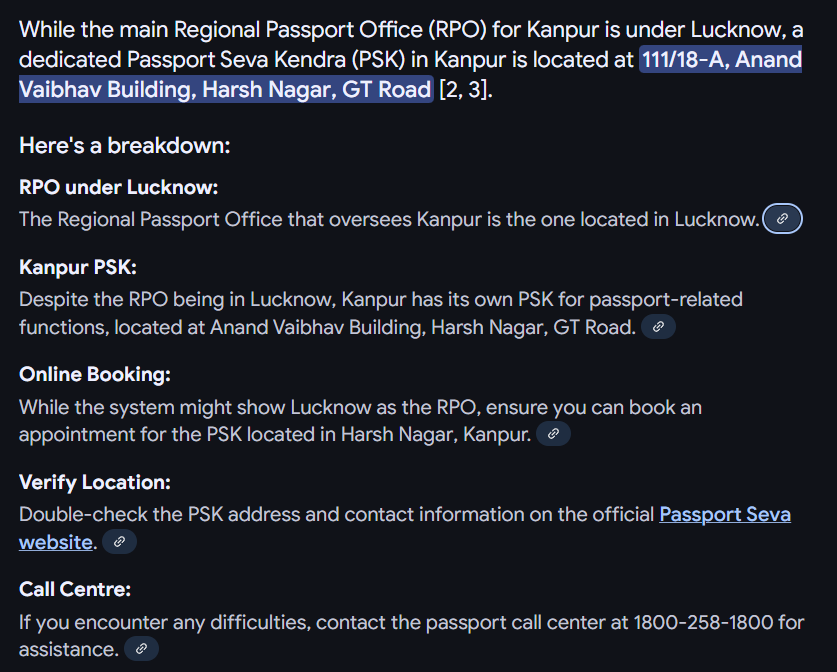 While the main Regional Passport Office (RPO) for Kanpur is under Lucknow, a
dedicated Passport Seva Kendra (PSK) in Kanpur is located at 111/18-A, Anand
Vaibhav Building, Harsh Nagar, GT Road [2, 3].
Here's a breakdown:
RPO under Lucknow:
The Regional Passport Office that oversees Kanpur is the one located in Lucknow.
Kanpur PSK:
Despite the RPO being in Lucknow, Kanpur has its own PSK for passport-related
functions, located at Anand Vaibhav Building, Harsh Nagar, GT Road.
Online Booking:
While the system might show Lucknow as the RPO, ensure you can book an
appointment for the PSK located in Harsh Nagar, Kanpur.
Verify Location:
Double-check the PSK address and contact information on the official Passport Seva
website.
Call Centre:
If you encounter any difficulties, contact the passport call center at 1800-258-1800 for
assistance.